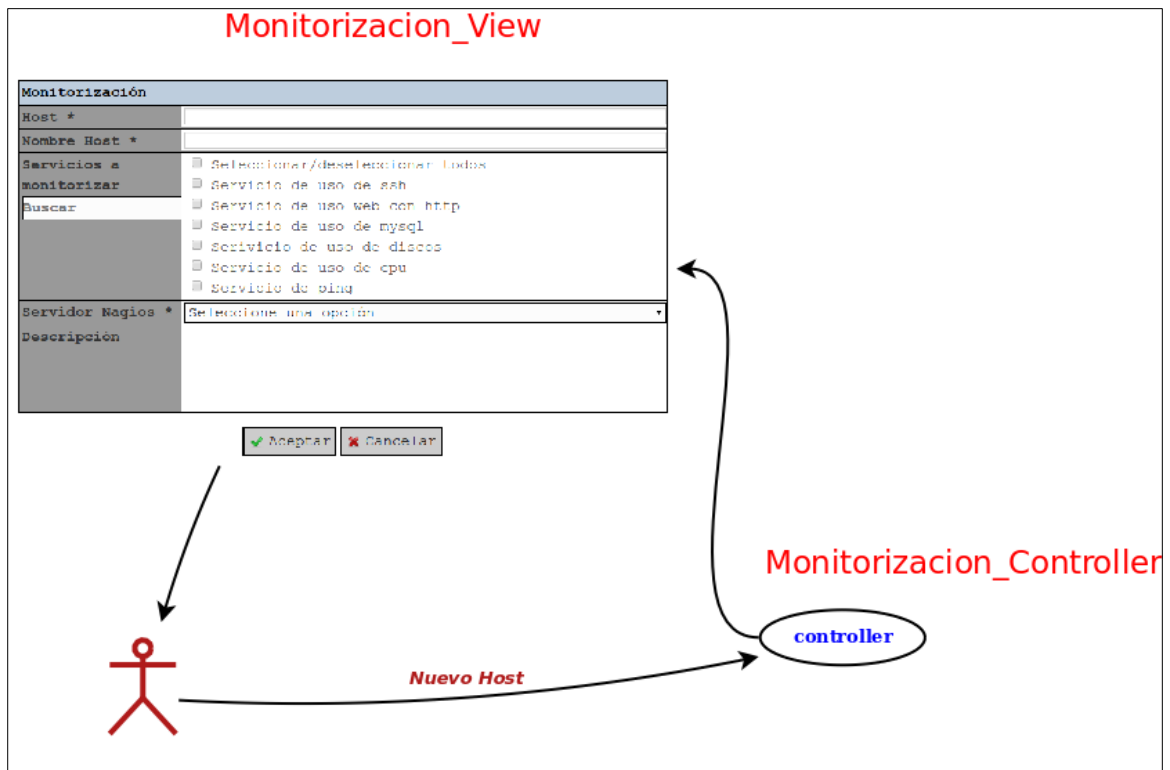 Monitorizacion_View
Monitorización
Host *
Nombre Host *
Servicios a
monitorizar
Buscar
Seleccionar/deseleccionar todos
Servicio de uso de ssh
Servicio de uso web con http
Servicio de uso de mysql
Serivicio de uso de discos
Servicio de uso de cpu
Servicio de ping
Servidor Nagios *
Seleccione una opción
Descripción
Aceptar
Cancelar
Monitorizacion_Controller
controller
Nuevo Host